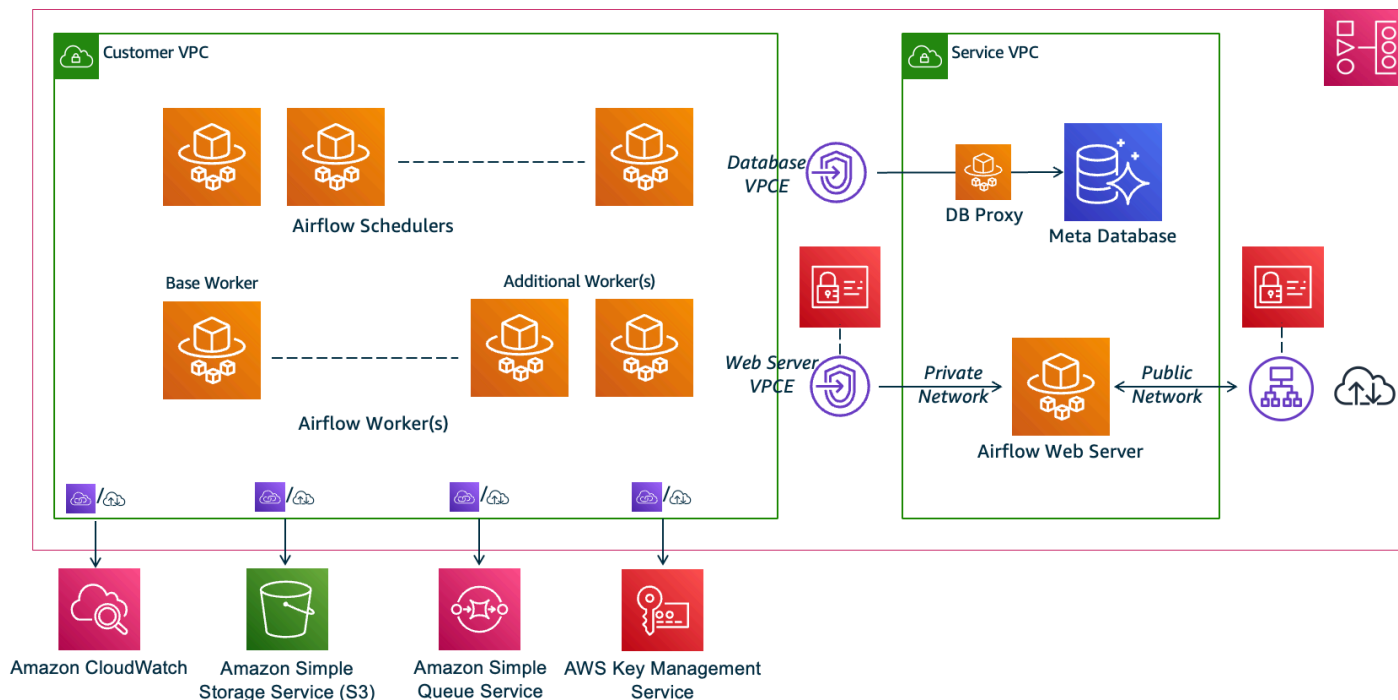 Customer VPC
Service VPC
Airflow Schedulers
Database
VPCE
DB Proxy
Meta Database
Base Worker
Additional Worker(s)
Airflow Worker(s)
Web Server
VPCE
Private
Network
Public
Network
Airflow Web Server
/
/
/
/
Amazon CloudWatch
Amazon Simple
Storage Service (S3)
Amazon Simple
Queue Service
AWS Key Management
Service